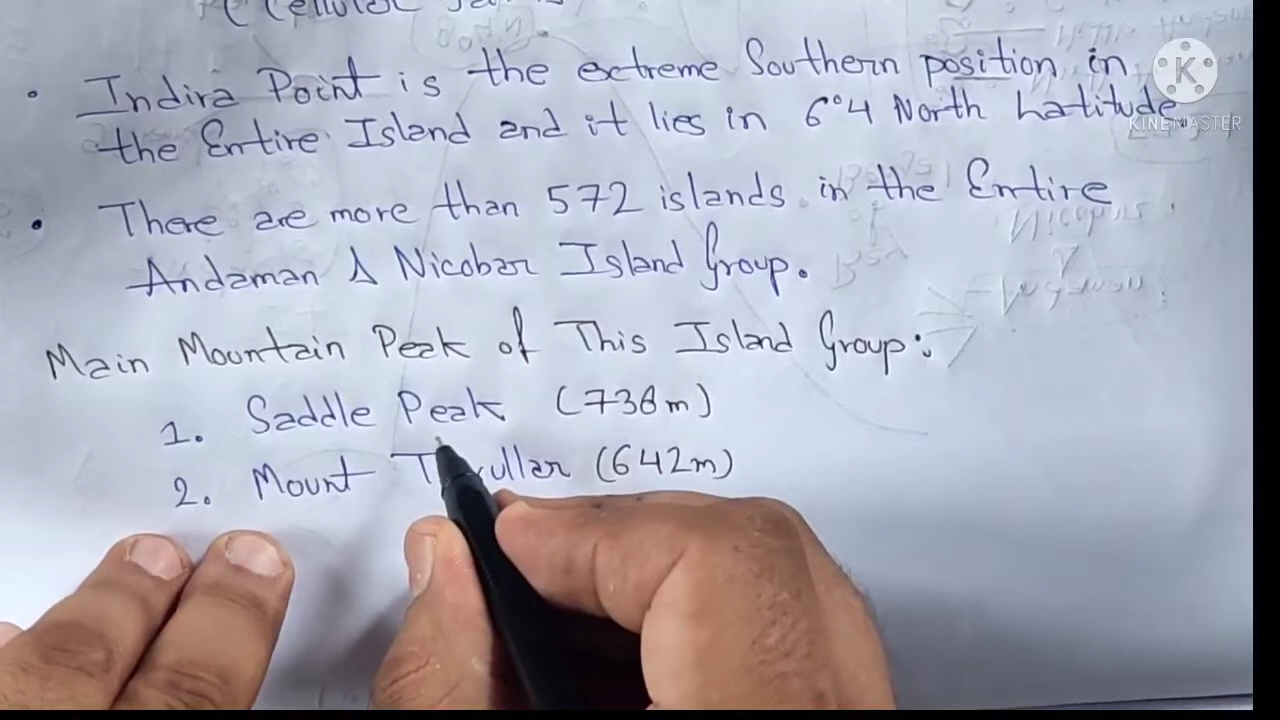 (Cellular
• Indira Point is the extreme Southern position in
the Entire Island and it lies in 6°4 North Latitude
• There are more than 572 islands in the Entire
Andaman & Nicobar Island Group.
Main Mountain Peak of This Island Group:
1. Saddle Peak (738m)
2. Mount (642m)
K
KINEMASTER